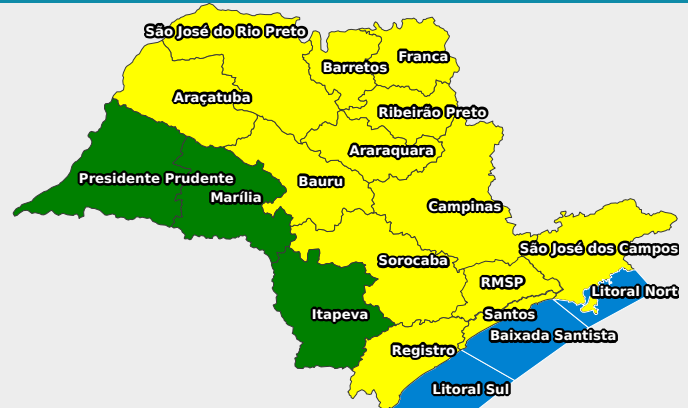 São José do Rio Preto
Franca
Barretos
Araçatuba
Ribeirão Preto
Araraquara
Presidente Prudente
Bauru
Marília
Campinas
São José dos Campos
Sorocaba
RMSP
Litoral Nort
Itapeva
Santos
Baixada Santista
Registro
Litoral Sul